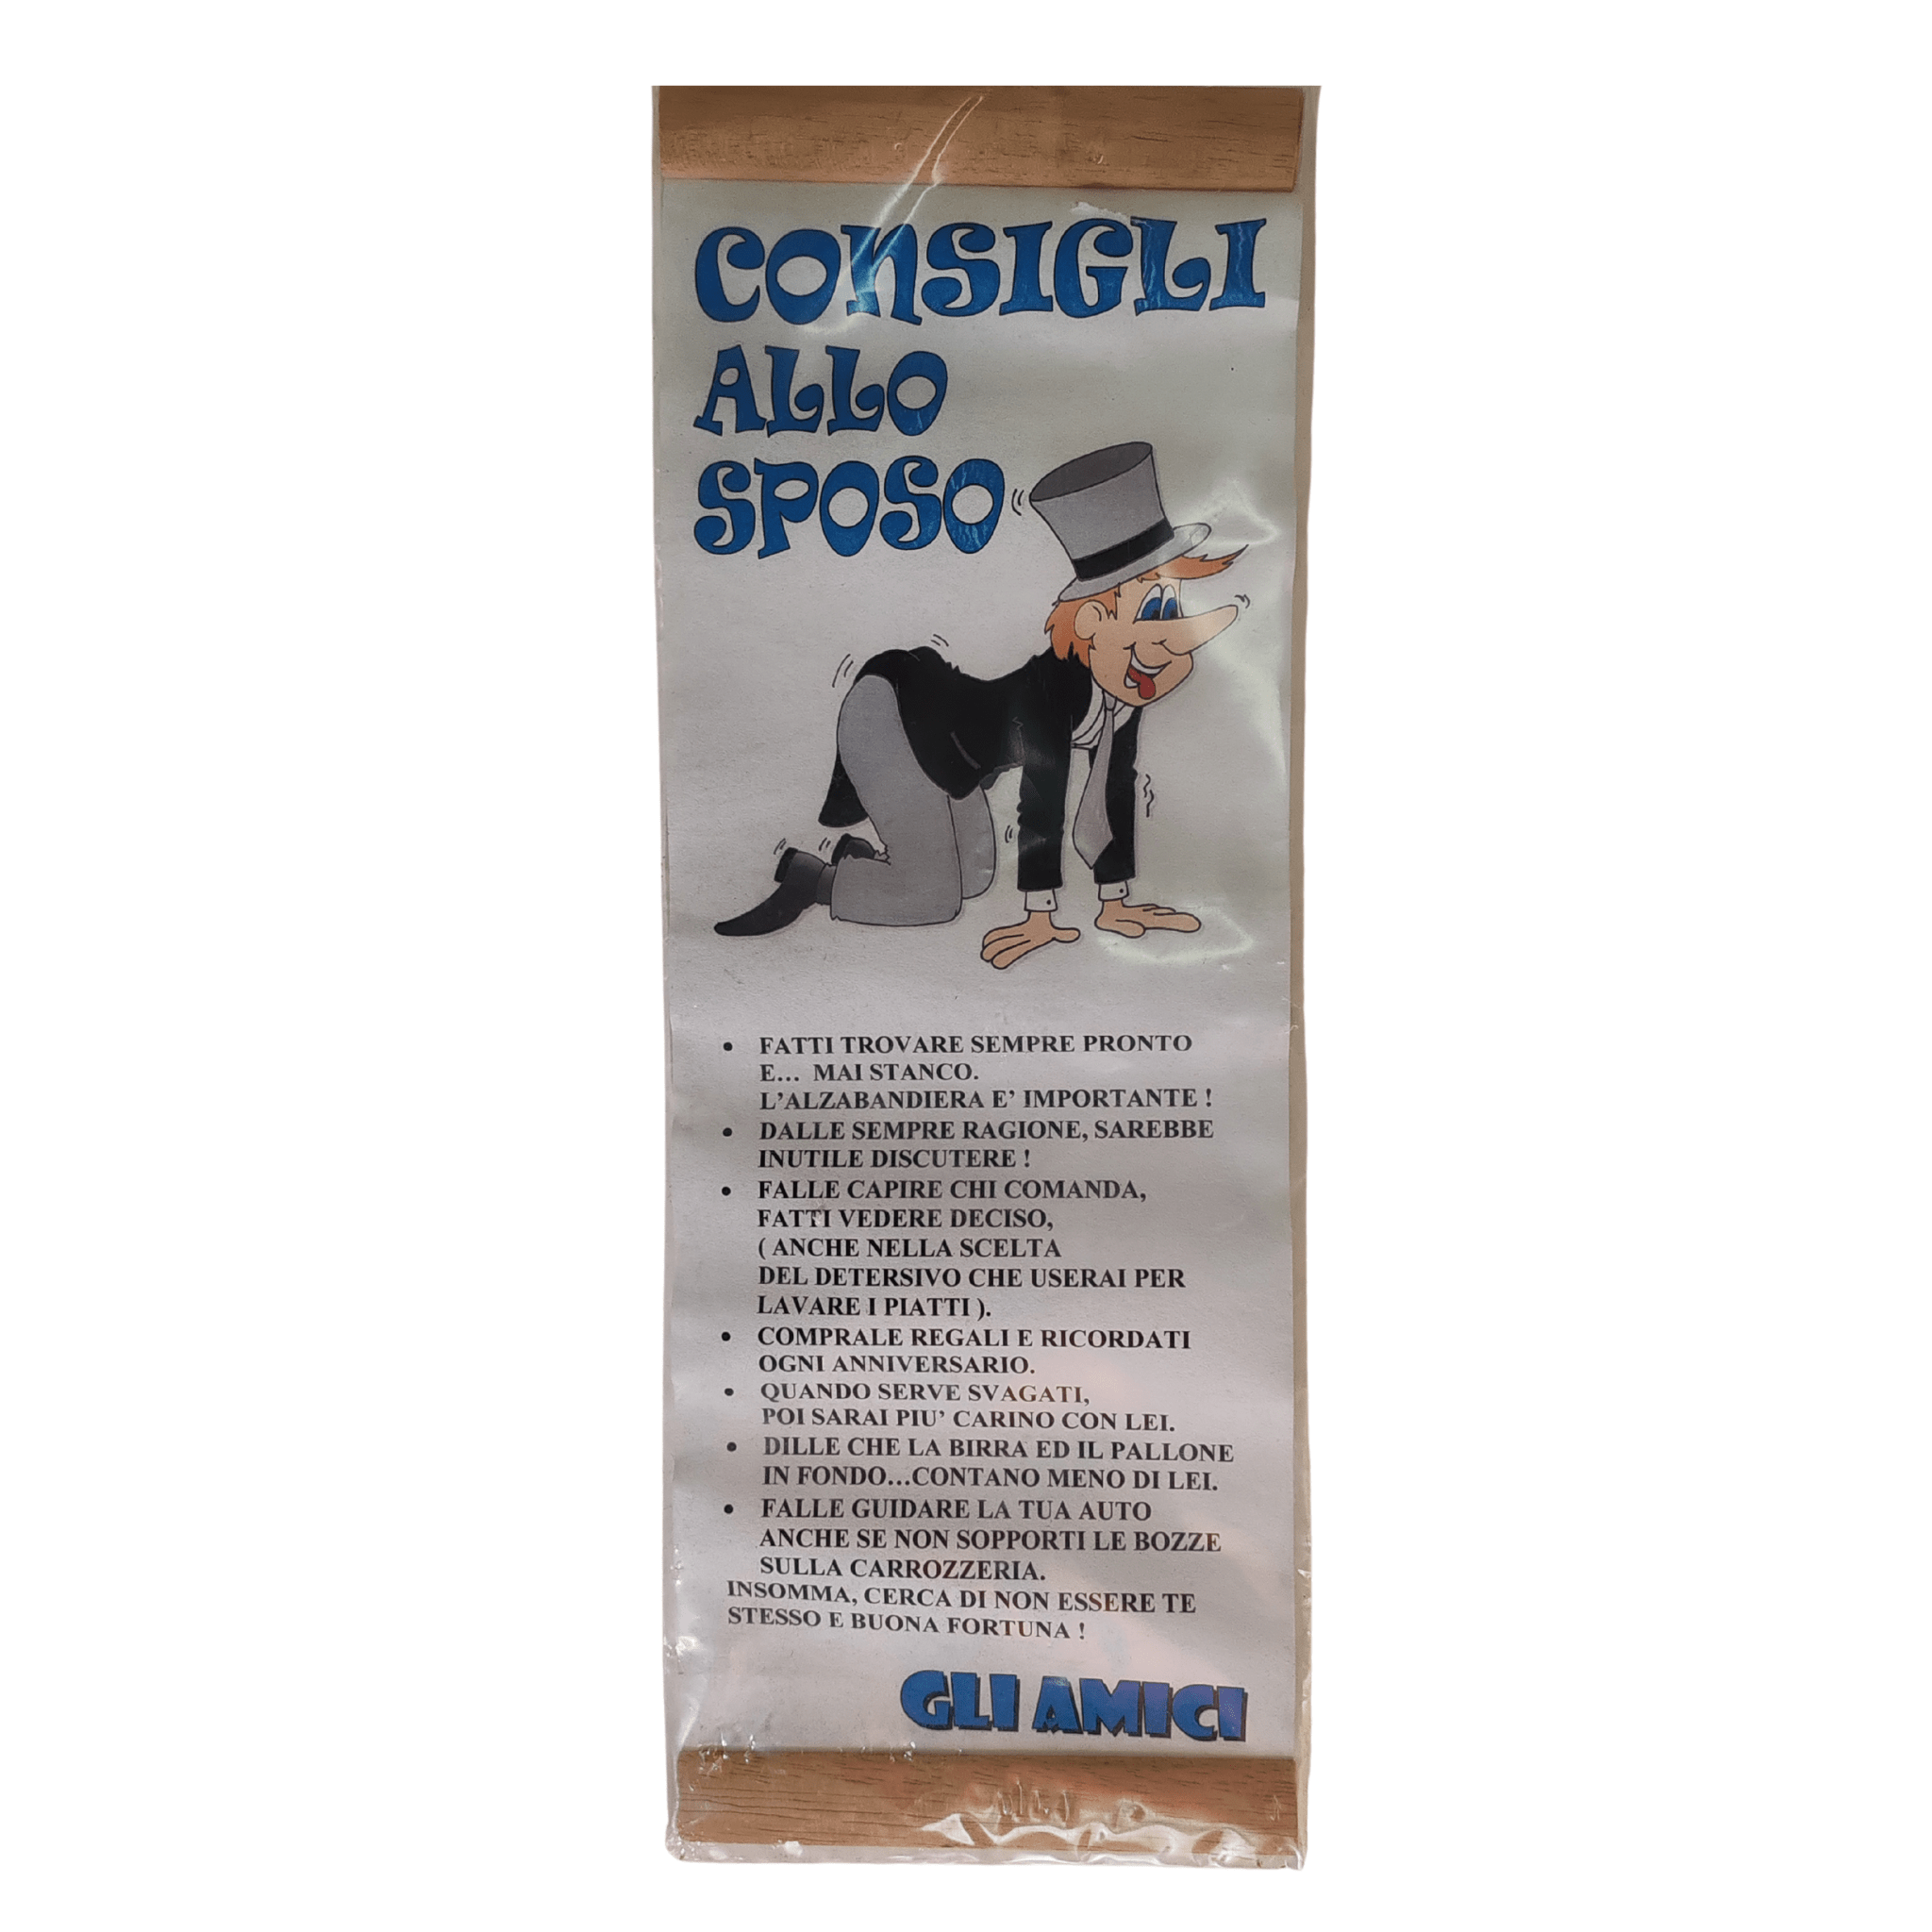 CONSIGLI
ALLO
SPOSO
• FATTI TROVARE SEMPRE PRONTO
E... MAI STANCO.
L'ALZABANDIERA E' IMPORTANTE !
• DALLE SEMPRE RAGIONE, SAREBBE
INUTILE DISCUTERE !
• FALLE CAPIRE CHI COMANDA,
FATTI VEDERE DECISO,
( ANCHE NELLA SCELTA
DEL DETERSIVO CHE USERAI PER
LAVARE I PIATTI ).
• COMPRALE REGALI E RICORDATI
OGNI ANNIVERSARIO.
• QUANDO SERVE SVAGATI,
POI SARAI PIU' CARINO CON LEI.
• DILLE CHE LA BIRRA ED IL PALLONE
IN FONDO...CONTANO MENO DI LEI.
• FALLE GUIDARE LA TUA AUTO
ANCHE SE NON SOPPORTI LE BOZZE
SULLA CARROZZERIA.
INSOMMA, CERCA DI NON ESSERE TE
STESSO E BUONA FORTUNA !
GLI AMICI